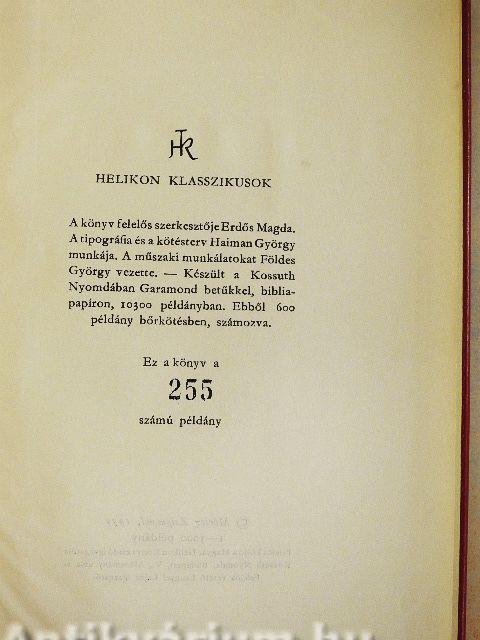 HK
HELIKON KLASSZIKUSOK
A könyv felelős szerkesztője Erdős Magda.
A tipográfia és a kötésterv Haiman György
munkája. A műszaki munkálatokat Földes
György vezette. — Készült a Kossuth
Nyomdában Garamond betűkkel, biblia-
papíron, 10300 példányban. Ebből 600
példány bőrkötésben, számozva.
Ez a könyv a
255
számú példány
Antikvárium.hu